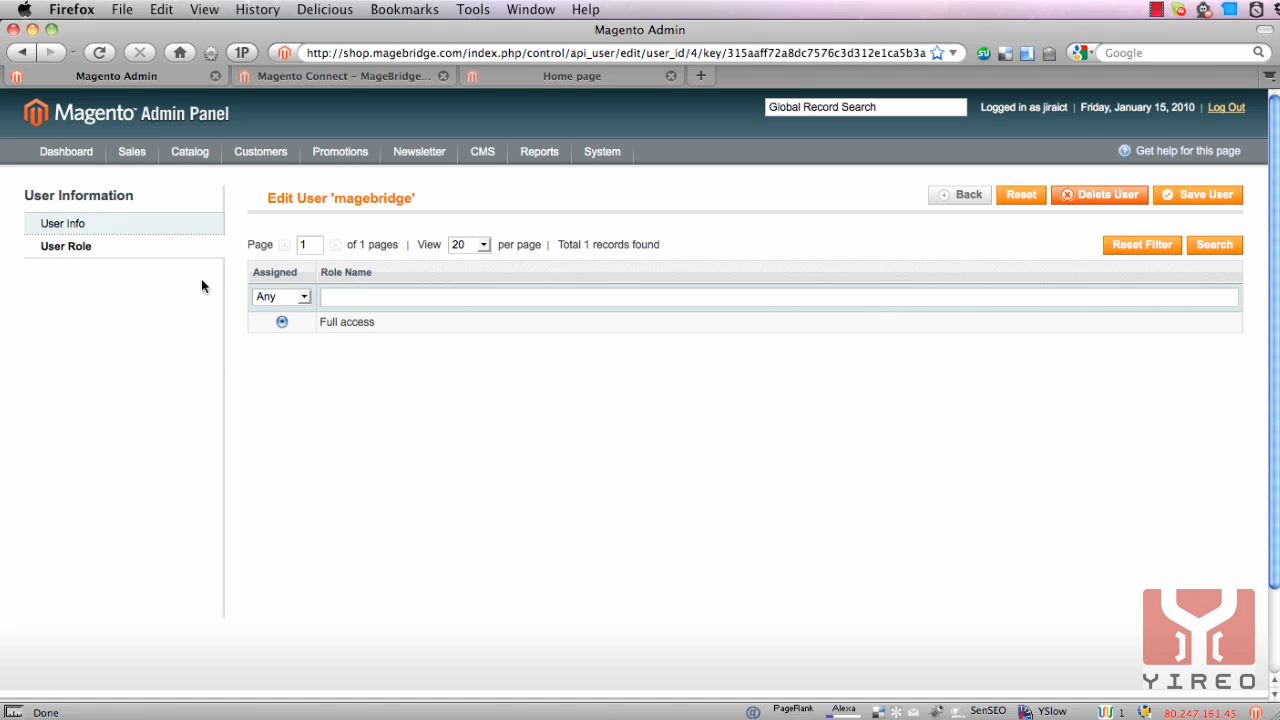 Firefox File Edit View History Delicious Bookmarks Tools Window Help
Magento Admin
1P http://shop.magebridge.com/index.php/control/api_user/edit/user_id/4/key/315aaff72a8dc7576c3d312e1ca5b3a Google
Magento Admin Magento Connect – MageBridge... Home page
Magento™ Admin Panel Global Record Search Logged in as jiraict | Friday, January 15, 2010 | Log Out
Dashboard Sales Catalog Customers Promotions Newsletter CMS Reports System Get help for this page
User Information
User Info
User Role
Edit User 'magebridge' Back Reset Delete User Save User
Page 1 of 1 pages | View 20 per page | Total 1 records found Reset Filter Search
Assigned Role Name
Any
Full access
YIREO
Done PageRank Alexa SenSEO YSlow 1 80.247.161.45